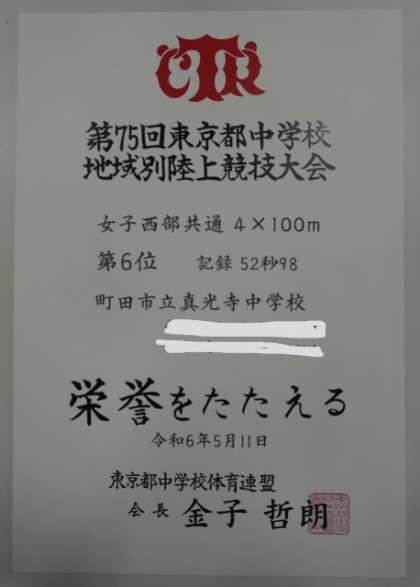 CTR
第75回東京都中学校
地域別陸上競技大会
女子西部共通 4×100m
第6位 記録 52秒98
町田市立真光寺中学校
栄誉をたたえる
令和6年5月11日
東京都中学校体育連盟
会長 金子 哲朗